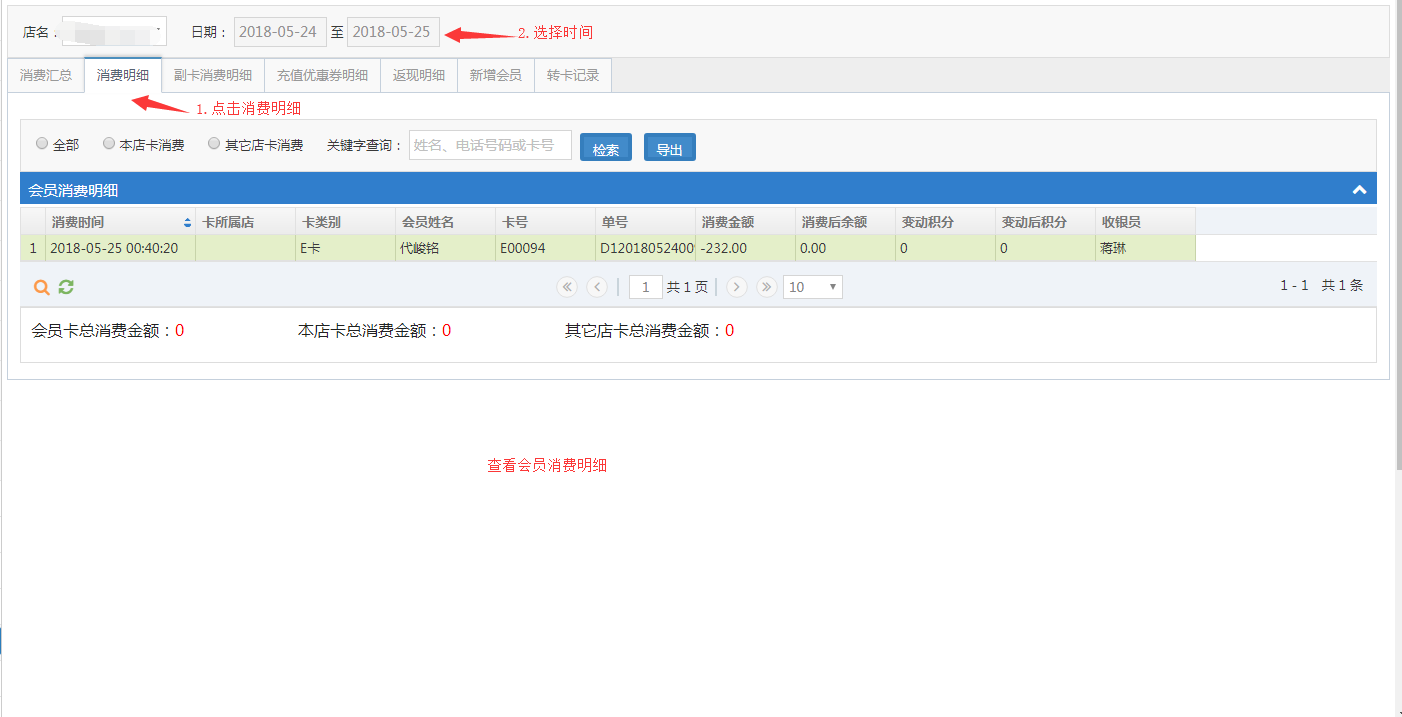 店名： 日期： 2018-05-24 至 2018-05-25 2. 选择时间
消费汇总 消费明细 副卡消费明细 充值优惠券明细 返现明细 新增会员 转卡记录
1. 点击消费明细
全部 本店卡消费 其它店卡消费 关键字查询： 姓名、电话号码或卡号 检索 导出
会员消费明细
消费时间 卡所属店 卡类别 会员姓名 卡号 单号 消费金额 消费后余额 变动积分 变动后积分 收银员
1 2018-05-25 00:40:20 E卡 代峻铭 E00094 D1201805240 -232.00 0.00 0 0 蒋琳
1 共 1 页 10 1 - 1 共 1 条
会员卡总消费金额：0 本店卡总消费金额：0 其它店卡总消费金额：0
查看会员消费明细